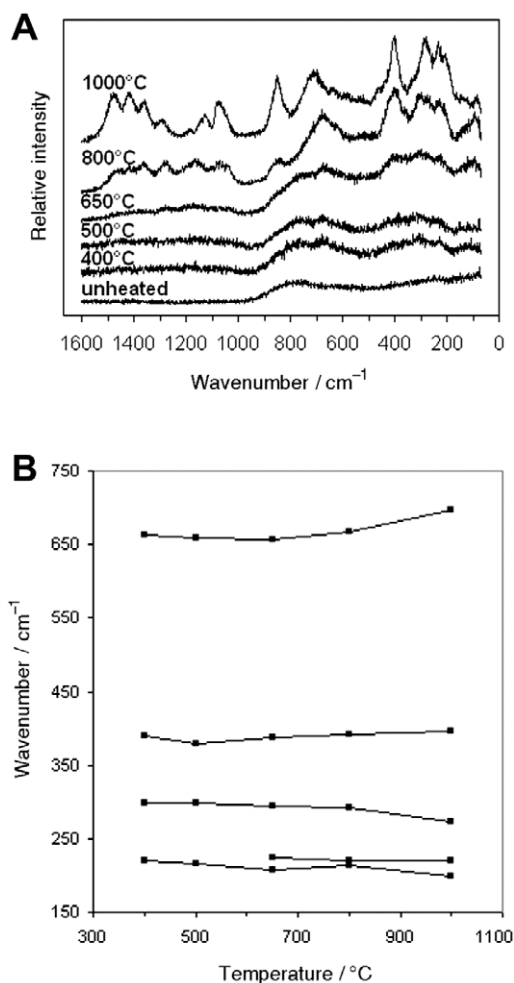 A
Relative intensity
1000°C
800°C
650°C
500°C
400°C
unheated
1600 1400 1200 1000 800 600 400 200 0
Wavenumber / cm⁻¹
B
Wavenumber / cm⁻¹
750
650
550
450
350
250
150
300 500 700 900 1100
Temperature / °C